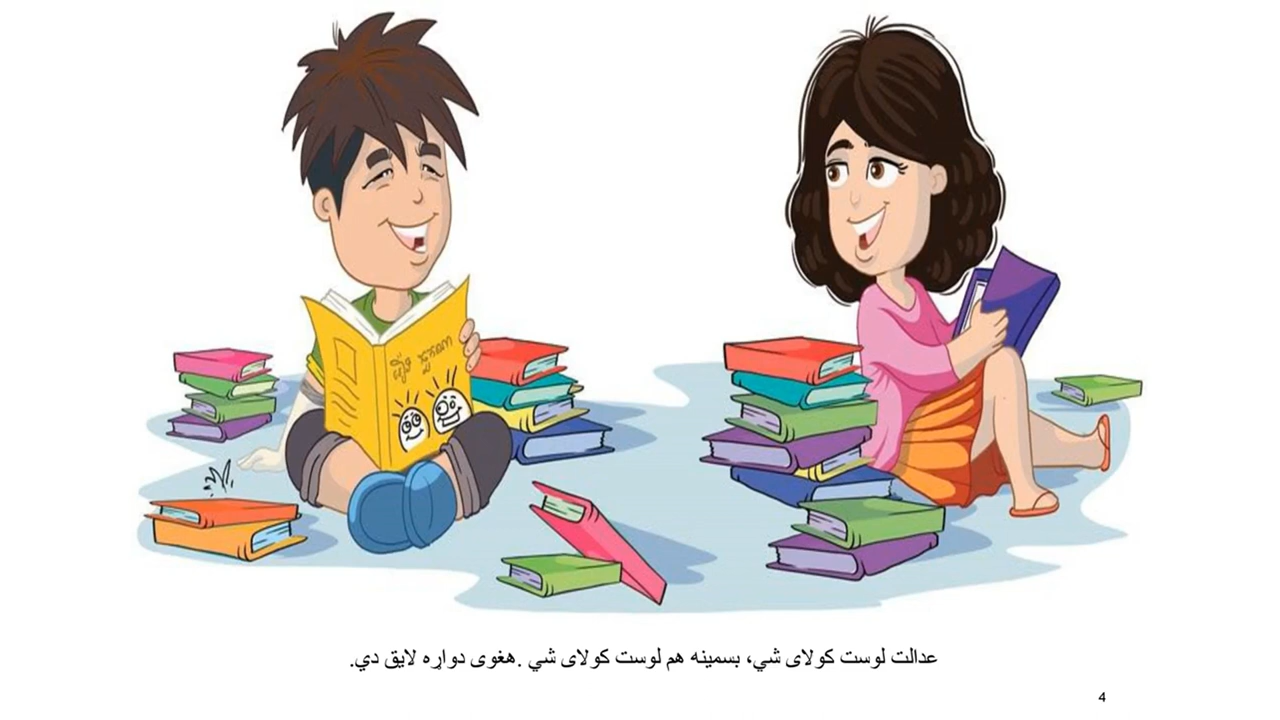 عدالت لوست کولای شي، بسمینه هم لوست کولای شي .هغوی دواړه لایق دي.
4